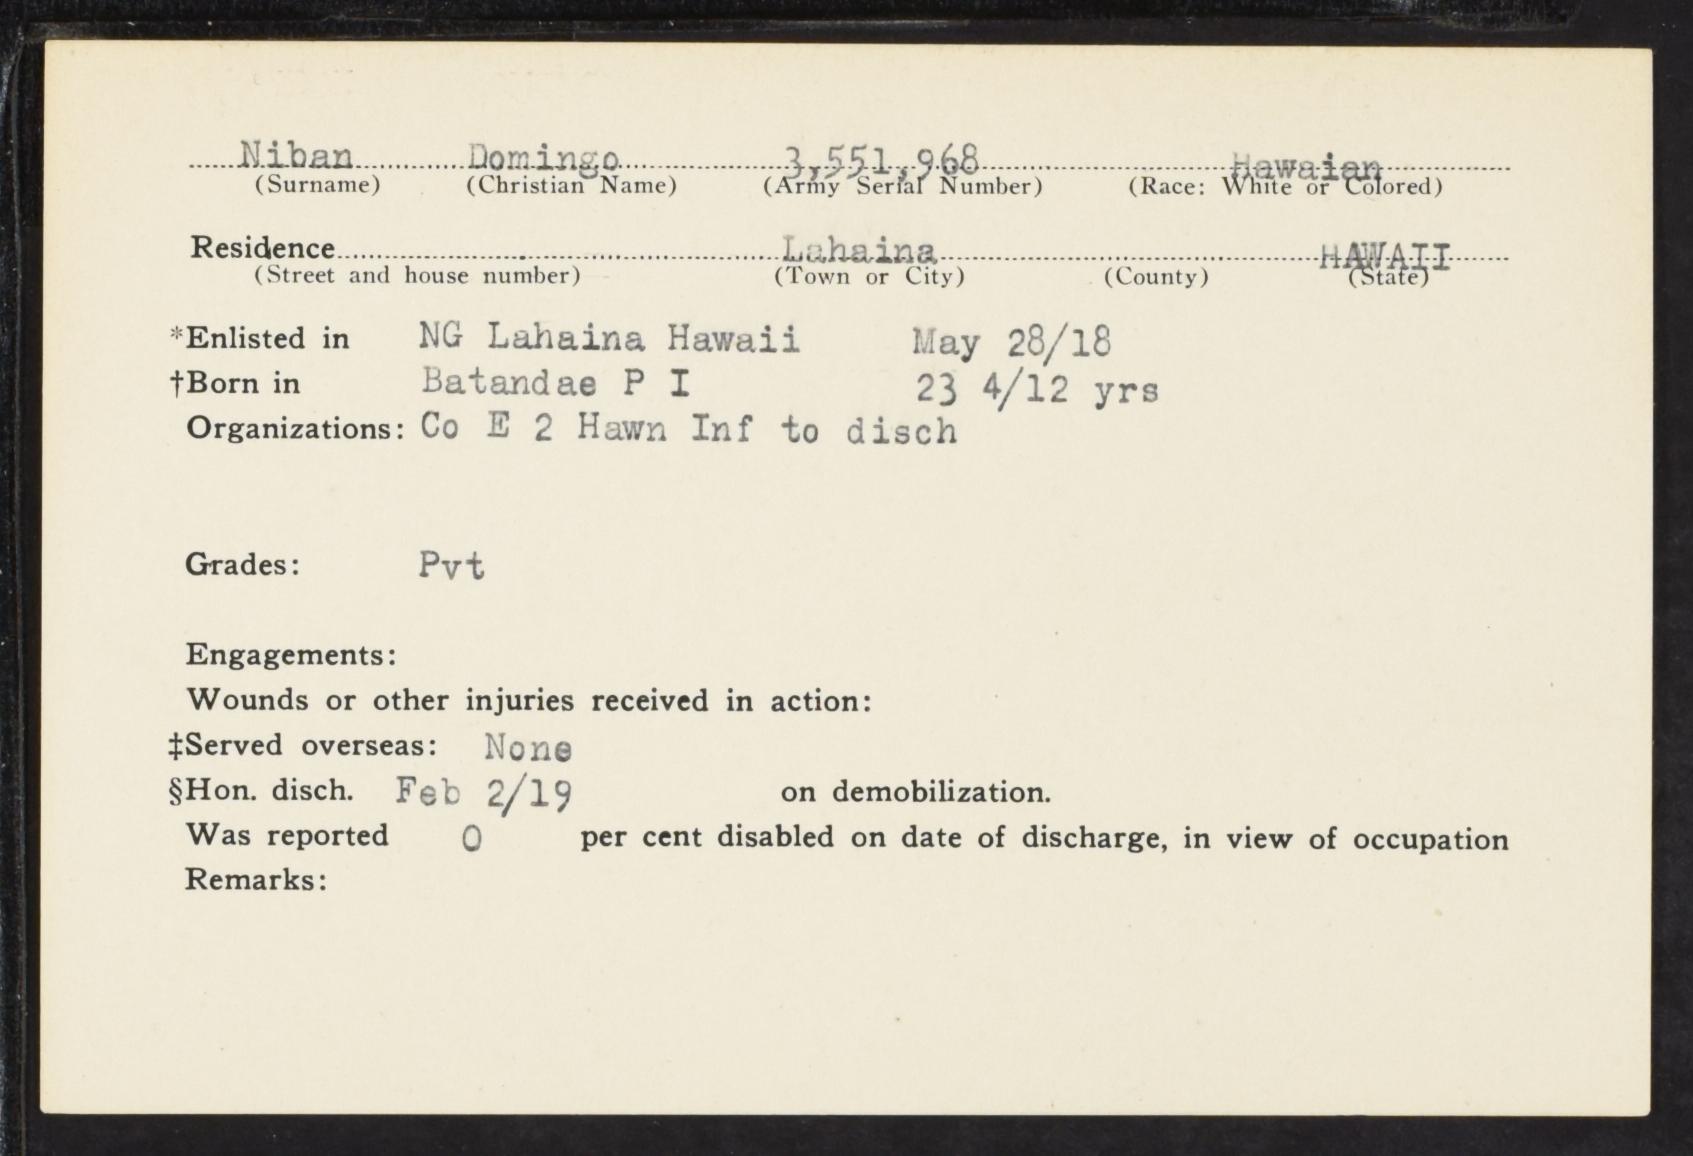 Niban Domingo 3,551,968 Hawaian
(Surname) (Christian Name) (Army Serial Number) (Race: White or Colored)
Residence Lahaina HAWAII
(Street and house number) (Town or City) (County) (State)
*Enlisted in NG Lahaina Hawaii May 28/18
†Born in Batandae P I 23 4/12 yrs
Organizations: Co E 2 Hawn Inf to disch
Grades: Pvt
Engagements:
Wounds or other injuries received in action:
‡Served overseas: None
§Hon. disch. Feb 2/19 on demobilization.
Was reported 0 per cent disabled on date of discharge, in view of occupation
Remarks: